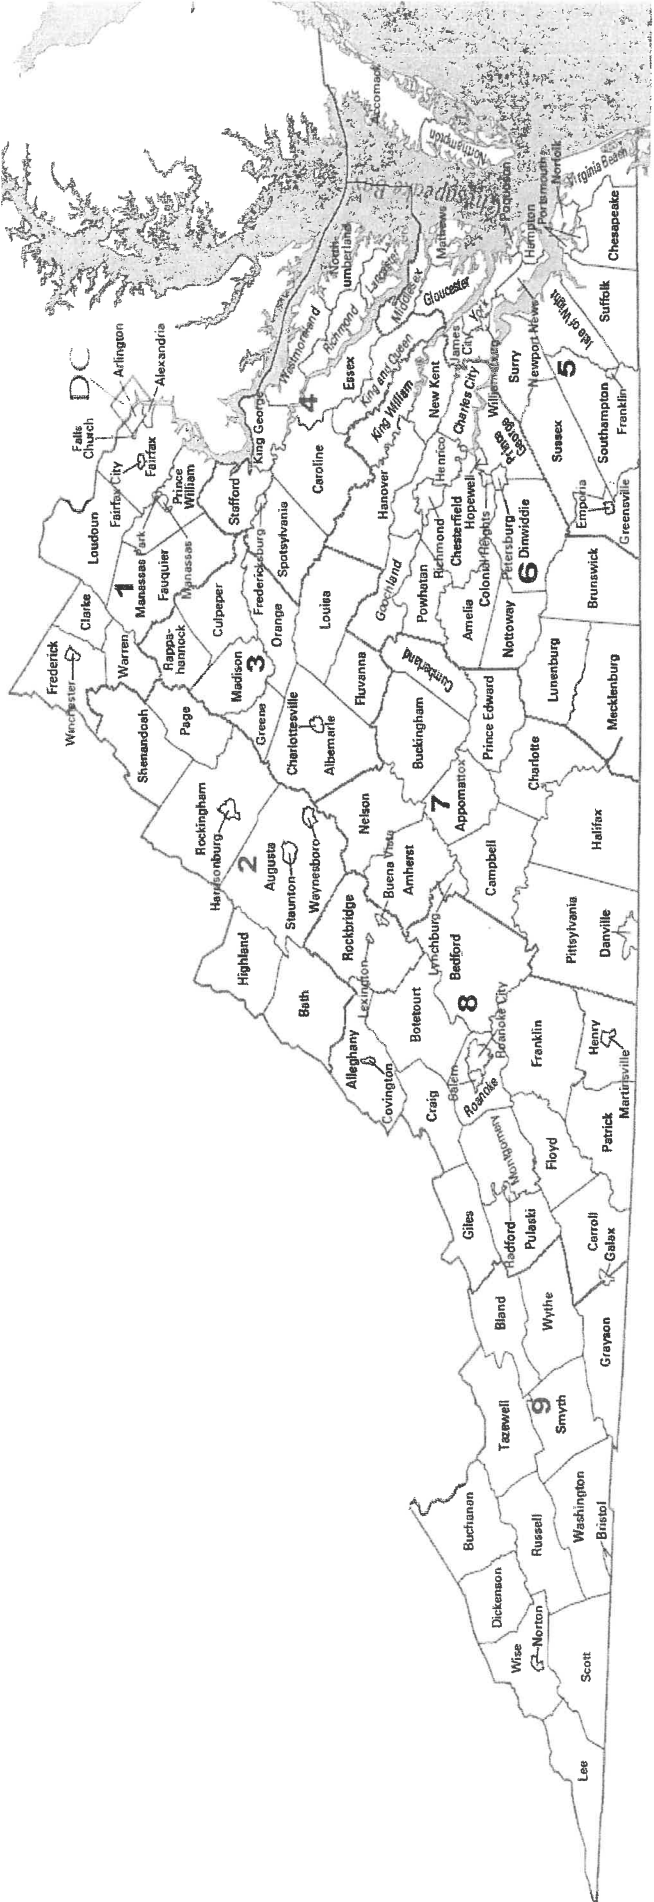 DC
Arlington
Alexandria
Falls
Church
Fairfax City
Fairfax
Loudoun
Prince
William
1
Manassas Park
Fauquier
Manassas
Clarke
Frederick
Winchester
Warren
Rappa-
hannock
Culpeper
Stafford
King George
Fredericksburg
Spotsylvania
Caroline
4
Westmoreland
Richmond
North-
umberland
Lancaster
Essex
Middlesex
King and Queen
King William
Gloucester
Mathews
Accomack
Northampton
Chesapeake Bay
Shenandoah
Page
Madison
3
Greene
Orange
Louisa
Charlottesville
Albemarle
Fluvanna
Goochland
Hanover
Henrico
New Kent
Charles City
James
City
York
Williamsburg
Poquoson
Hampton
Newport News
Portsmouth
Norfolk
Virginia Beach
Chesapeake
Suffolk
Isle of Wight
5
Surry
Prince
George
Sussex
Southampton
Franklin
Emporia
Greensville
Powhatan
Richmond
Chesterfield
Hopewell
Colonial Heights
Petersburg
Dinwiddie
6
Amelia
Nottoway
Brunswick
Cumberland
Buckingham
Prince Edward
Lunenburg
Mecklenburg
Charlotte
7
Appomattox
Rockingham
Harrisonburg
2
Augusta
Staunton
Waynesboro
Nelson
Buena Vista
Amherst
Campbell
Halifax
Highland
Bath
Rockbridge
Lexington
Lynchburg
Bedford
Pittsylvania
Danville
8
Alleghany
Covington
Botetourt
Craig
Salem
Roanoke
Roanoke City
Franklin
Henry
Martinsville
Patrick
Montgomery
Floyd
Giles
Radford
Pulaski
Carroll
Galax
Bland
Wythe
Grayson
Tazewell
9
Smyth
Buchanan
Russell
Washington
Bristol
Dickenson
Wise
Norton
Scott
Lee